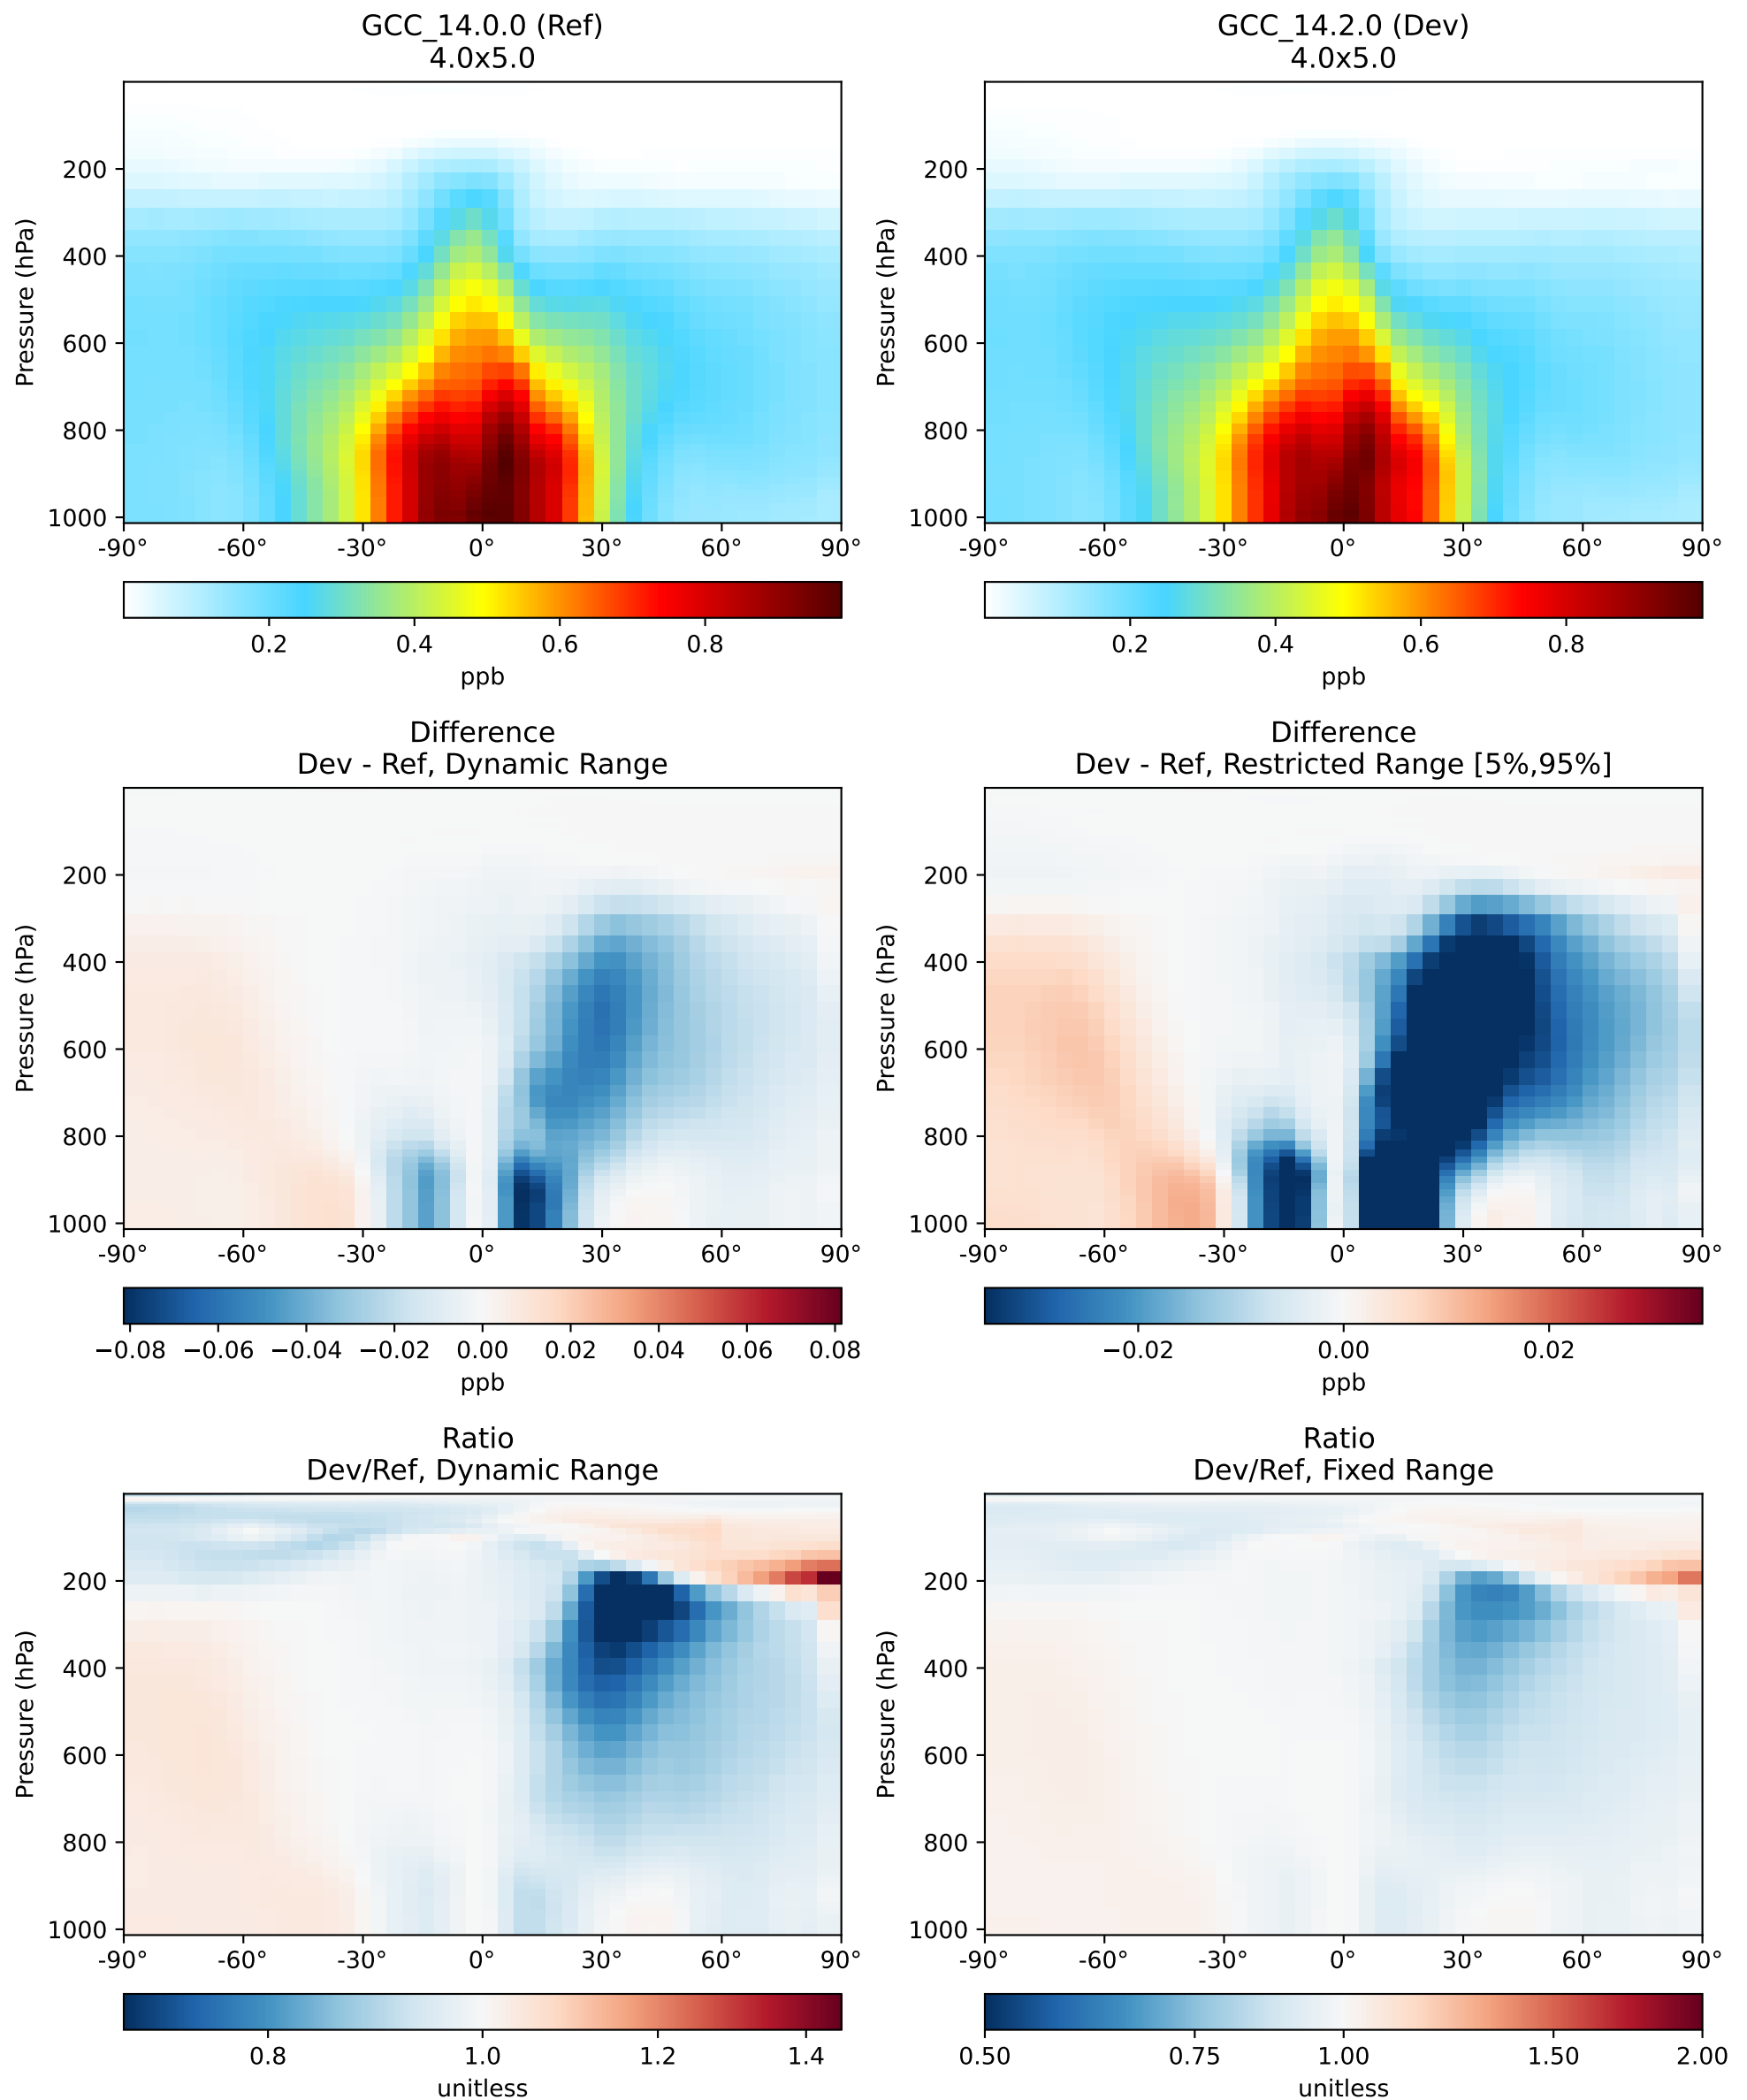 GCC_14.0.0 (Ref)
4.0x5.0
Pressure (hPa)
200
400
600
800
1000
-90° -60° -30° 0° 30° 60° 90°
0.2 0.4 0.6 0.8
ppb
GCC_14.2.0 (Dev)
4.0x5.0
Pressure (hPa)
200
400
600
800
1000
-90° -60° -30° 0° 30° 60° 90°
0.2 0.4 0.6 0.8
ppb
Difference
Dev - Ref, Dynamic Range
Pressure (hPa)
200
400
600
800
1000
-90° -60° -30° 0° 30° 60° 90°
−0.08 −0.06 −0.04 −0.02 0.00 0.02 0.04 0.06 0.08
ppb
Difference
Dev - Ref, Restricted Range [5%,95%]
Pressure (hPa)
200
400
600
800
1000
-90° -60° -30° 0° 30° 60° 90°
−0.02 0.00 0.02
ppb
Ratio
Dev/Ref, Dynamic Range
Pressure (hPa)
200
400
600
800
1000
-90° -60° -30° 0° 30° 60° 90°
0.8 1.0 1.2 1.4
unitless
Ratio
Dev/Ref, Fixed Range
Pressure (hPa)
200
400
600
800
1000
-90° -60° -30° 0° 30° 60° 90°
0.50 0.75 1.00 1.50 2.00
unitless